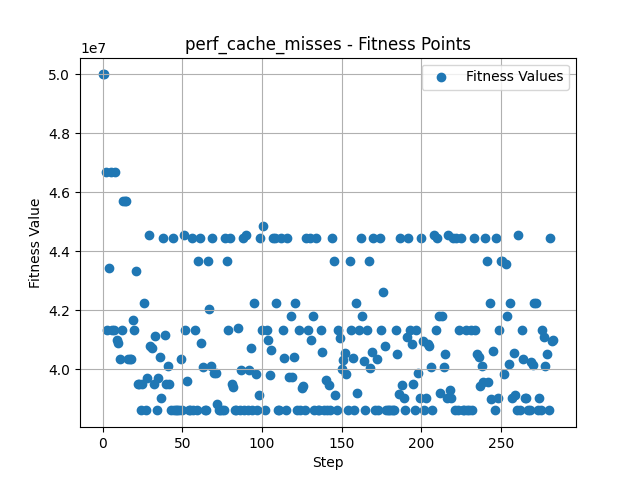 perf_cache_misses - Fitness Points
1e7
Fitness Values
5.0
4.8
4.6
4.4
4.2
4.0
Fitness Value
0 50 100 150 200 250
Step